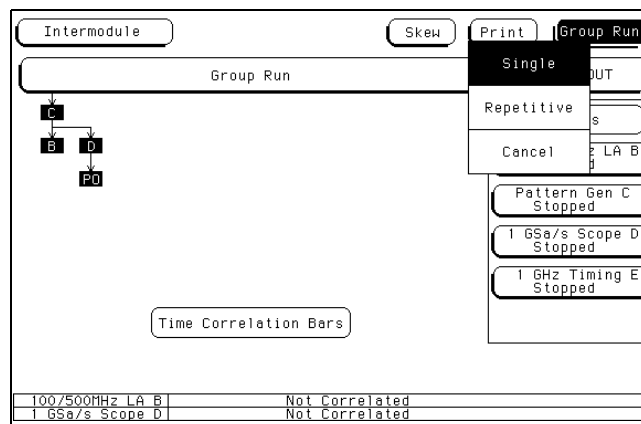 Intermodule Skew Print Group Run
Group Run OUT
Single
Repetitive
Cancel
C
B D
PO
s
z LA B
d
Pattern Gen C
Stopped
1 GSa/s Scope D
Stopped
1 GHz Timing E
Stopped
Time Correlation Bars
100/500MHz LA B Not Correlated
1 GSa/s Scope D Not Correlated